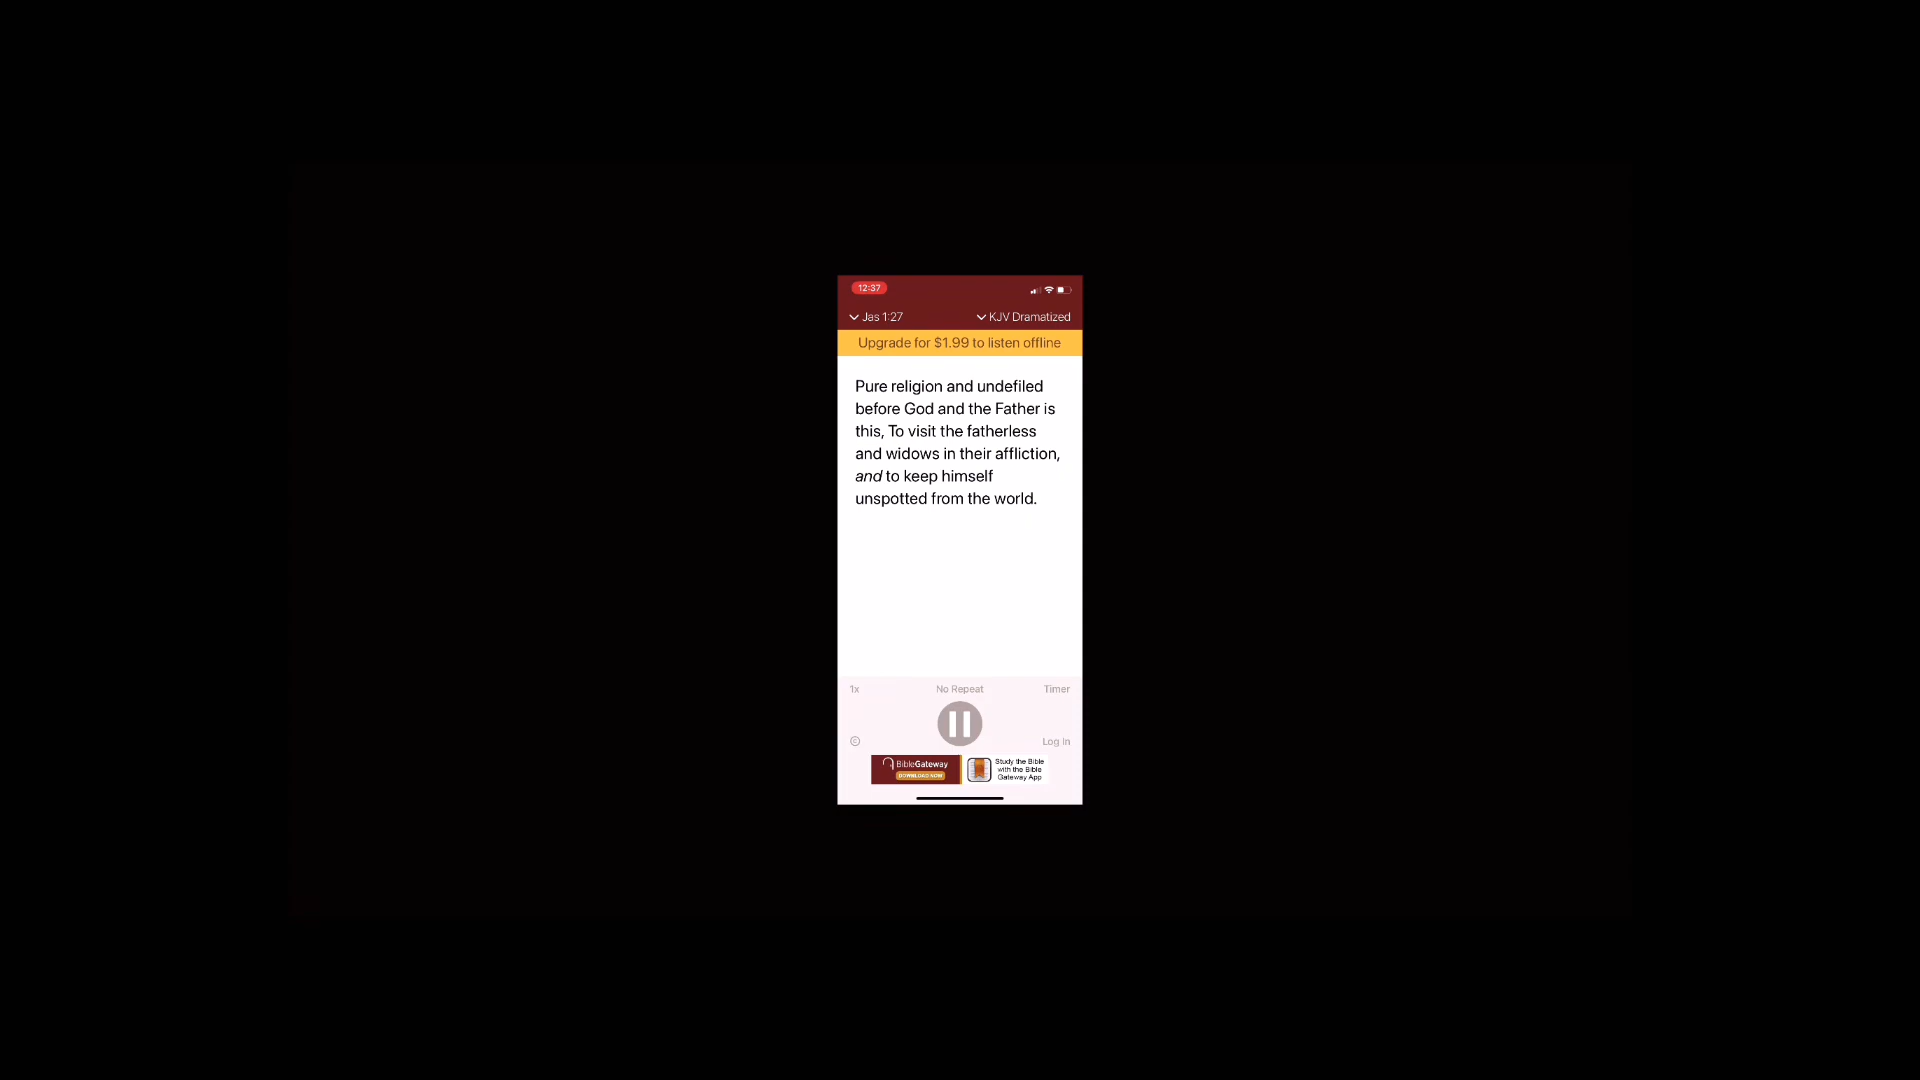 12:37
Jas 1:27
KJV Dramatized
Upgrade for $1.99 to listen offline
Pure religion and undefiled
before God and the Father is
this, To visit the fatherless
and widows in their affliction,
and to keep himself
unspotted from the world.
1x
No Repeat
Timer
Log In
BibleGateway
DOWNLOAD NOW
Study the Bible
with the Bible
Gateway App